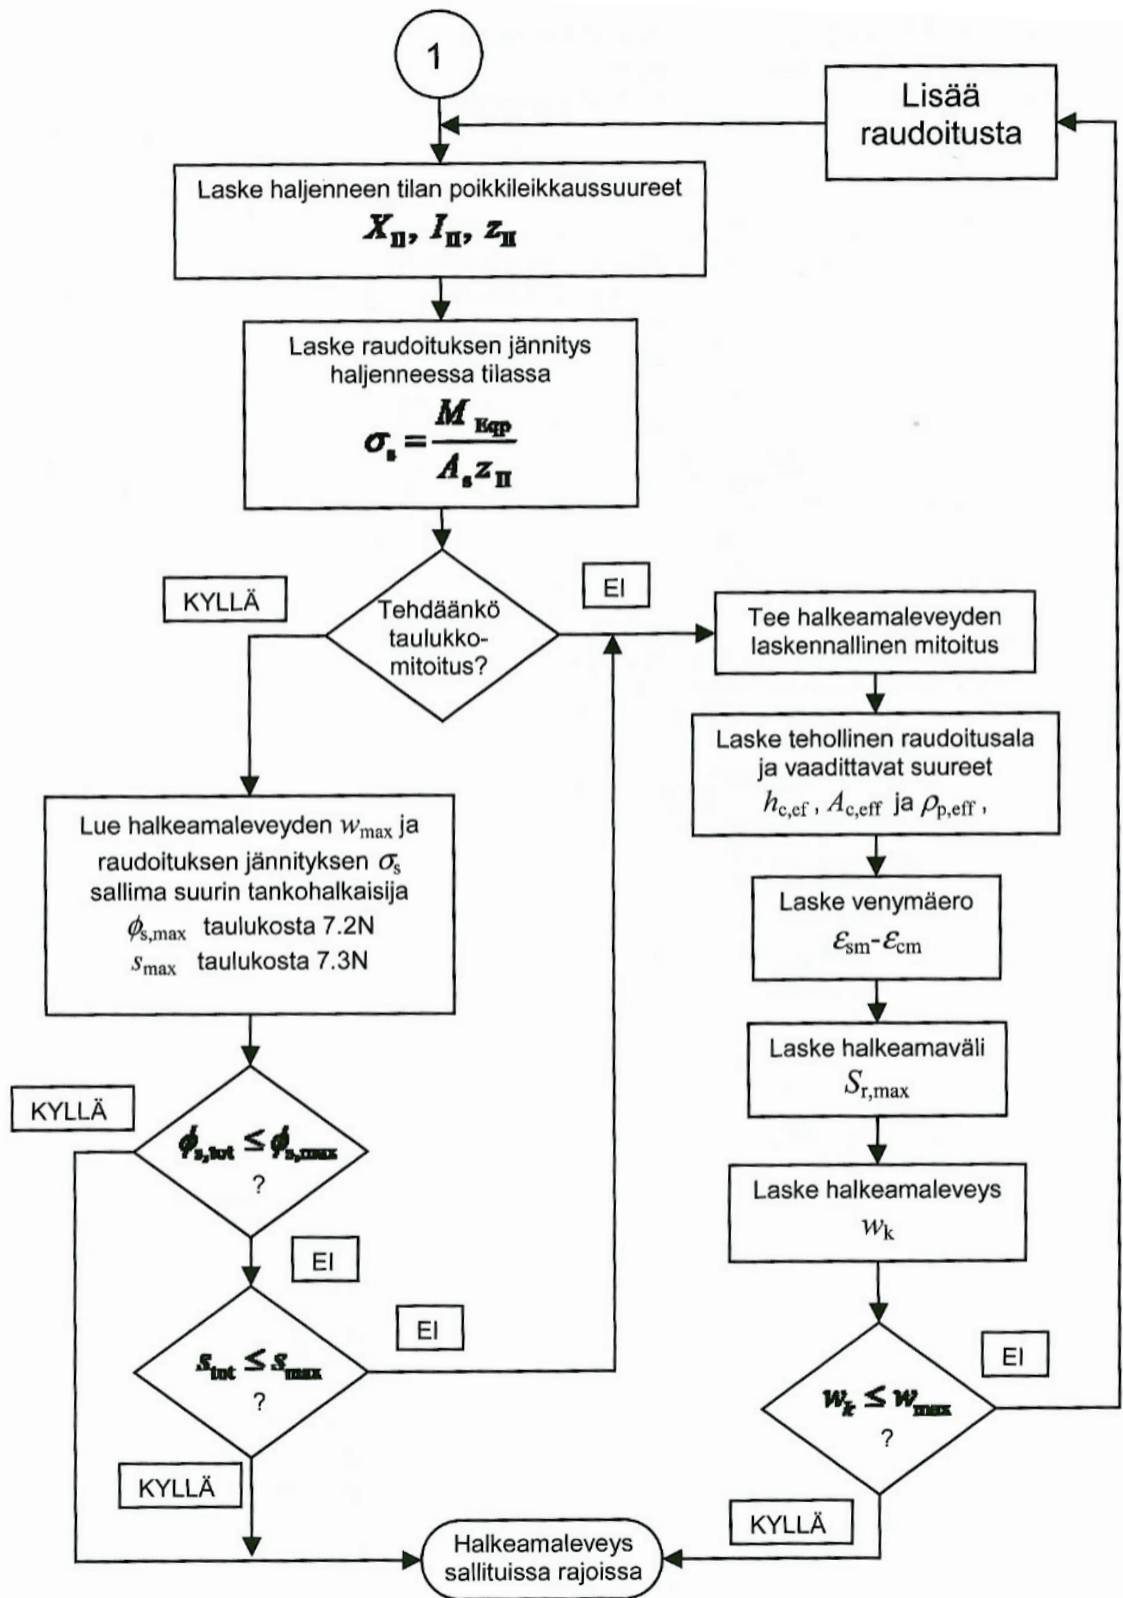 1
Lisää
raudoitusta
Laske haljenneen tilan poikkileikkaussuureet
X_II, I_II, z_II
Laske raudoituksen jännitys
haljenneessa tilassa
σ_s = M_Eqp / A_s z_II
KYLLÄ
EI
Tehdäänkö
taulukko-
mitoitus?
Tee halkeamaleveyden
laskennallinen mitoitus
Laske tehollinen raudoitusala
ja vaadittavat suureet
h_c,ef , A_c,eff ja ρ_p,eff ,
Lue halkeamaleveyden w_max ja
raudoituksen jännityksen σ_s
sallima suurin tankohalkaisija
ϕ_s,max taulukosta 7.2N
s_max taulukosta 7.3N
Laske venymäero
ε_sm-ε_cm
Laske halkeamaväli
S_r,max
KYLLÄ
ϕ_s,tot ≤ ϕ_s,max
?
Laske halkeamaleveys
w_k
EI
EI
s_tot ≤ s_max
?
EI
w_k ≤ w_max
?
KYLLÄ
KYLLÄ
Halkeamaleveys
sallituissa rajoissa